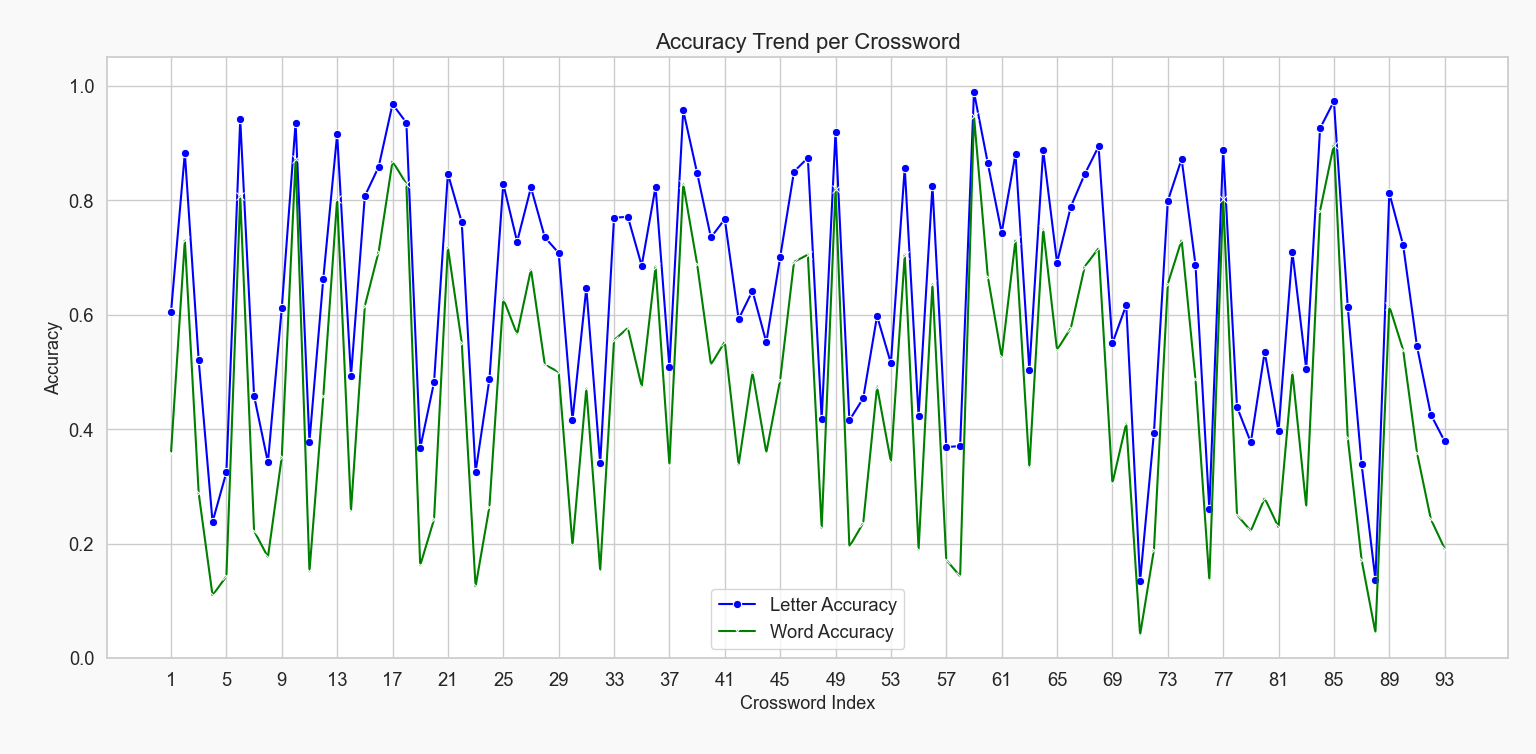 Accuracy Trend per Crossword
1.0
0.8
0.6
0.4
0.2
0.0
Accuracy
Letter Accuracy
Word Accuracy
1 5 9 13 17 21 25 29 33 37 41 45 49 53 57 61 65 69 73 77 81 85 89 93
Crossword Index